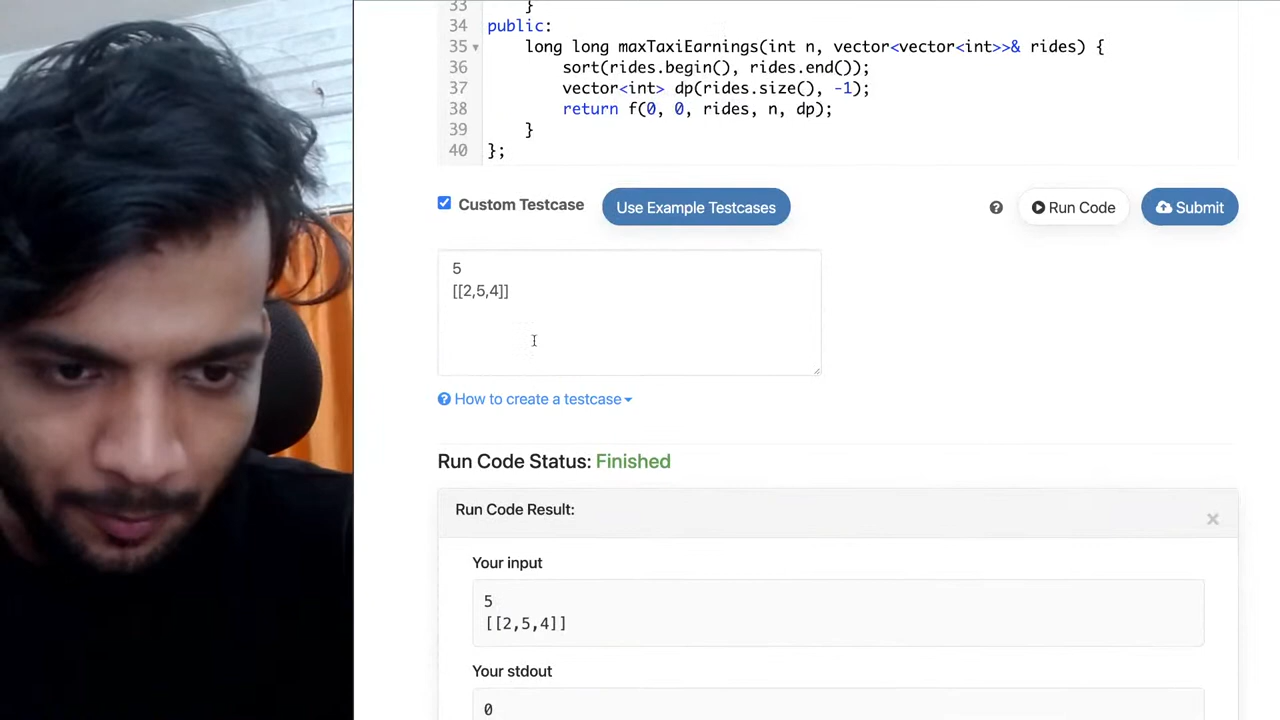 33 }
34 public:
35 long long maxTaxiEarnings(int n, vector<vector<int>>& rides) {
36 sort(rides.begin(), rides.end());
37 vector<int> dp(rides.size(), -1);
38 return f(0, 0, rides, n, dp);
39 }
40 };
Custom Testcase Use Example Testcases ? Run Code Submit
5
[[2,5,4]]
? How to create a testcase
Run Code Status: Finished
Run Code Result: ×
Your input
5
[[2,5,4]]
Your stdout
0